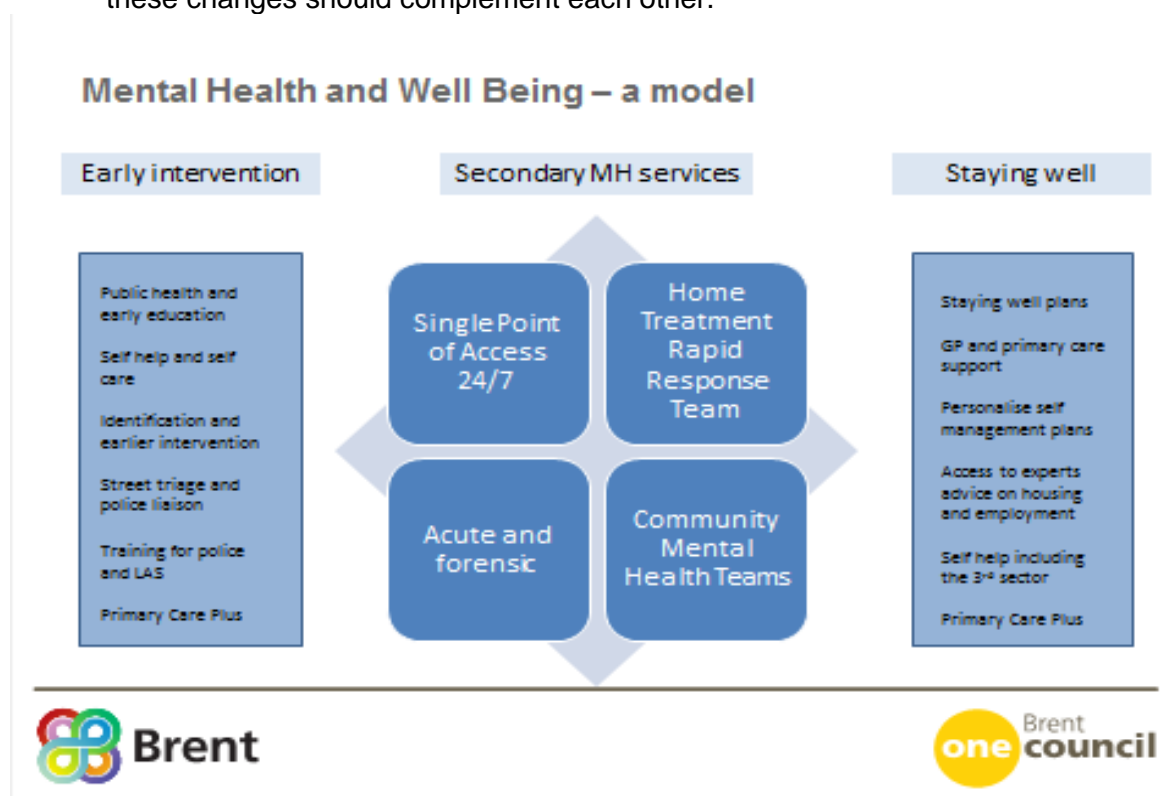 these changes should complement each other.
Mental Health and Well Being – a model
Early intervention
Secondary MH services
Staying well
Public health and
early education
Self help and self
care
Identification and
earlier intervention
Street triage and
police liaison
Training for police
and LAS
Primary Care Plus
Single Point
of Access
24/7
Home
Treatment
Rapid
Response
Team
Acute and
forensic
Community
Mental
Health Teams
Staying well plans
GP and primary care
support
Personalise self
management plans
Access to experts
advice on housing
and employment
Self help including
the 3rd sector
Primary Care Plus
Brent
Brent
one council